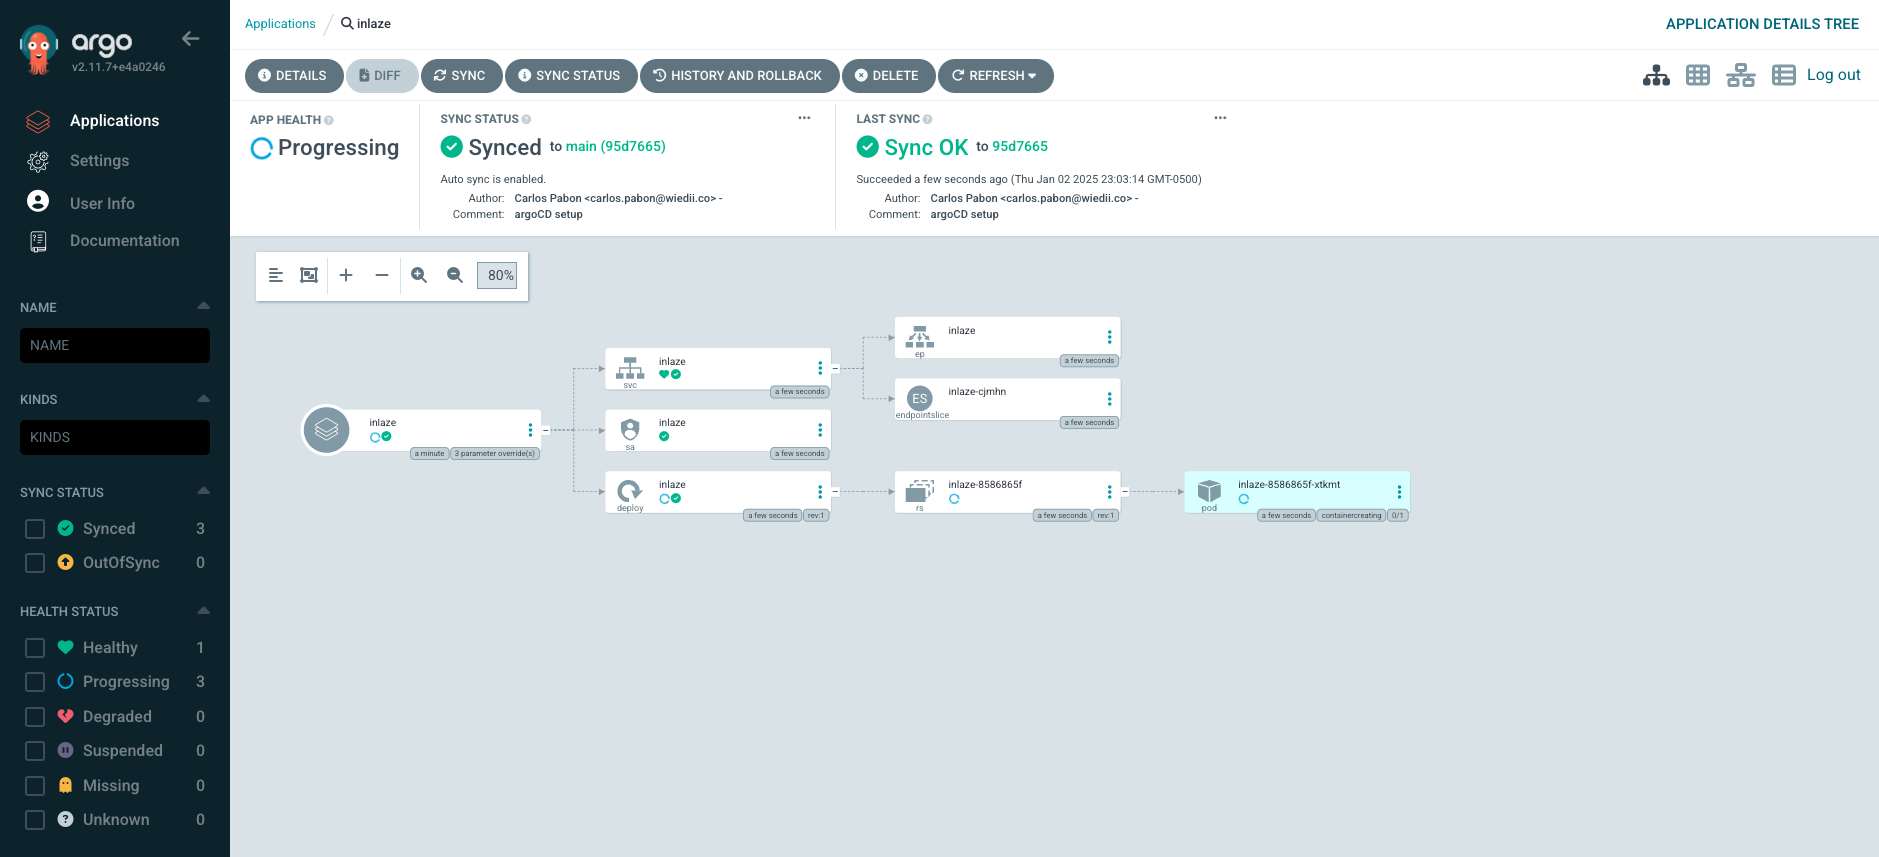 argo
v2.11.7+e4a0246
Applications
Settings
User Info
Documentation
NAME
NAME
KINDS
KINDS
SYNC STATUS
Synced 3
OutOfSync 0
HEALTH STATUS
Healthy 1
Progressing 3
Degraded 0
Suspended 0
Missing 0
Unknown 0
Applications / inlaze
APPLICATION DETAILS TREE
DETAILS DIFF SYNC SYNC STATUS HISTORY AND ROLLBACK DELETE REFRESH
Log out
APP HEALTH
Progressing
SYNC STATUS
Synced to main (95d7665)
Auto sync is enabled.
Author: Carlos Pabon <carlos.pabon@wiedii.co> -
Comment: argoCD setup
LAST SYNC
Sync OK to 95d7665
Succeeded a few seconds ago (Thu Jan 02 2025 23:03:14 GMT-0500)
Author: Carlos Pabon <carlos.pabon@wiedii.co> -
Comment: argoCD setup
80%
inlaze
a minute 3 parameter override(s)
inlaze
svc
a few seconds
inlaze
sa
a few seconds
inlaze
deploy
a few seconds rev:1
inlaze
ep
a few seconds
ES
inlaze-cjmhn
endpointslice
a few seconds
inlaze-8586865f
rs
a few seconds rev:1
inlaze-8586865f-xtkmt
pod
a few seconds containercreating 0/1